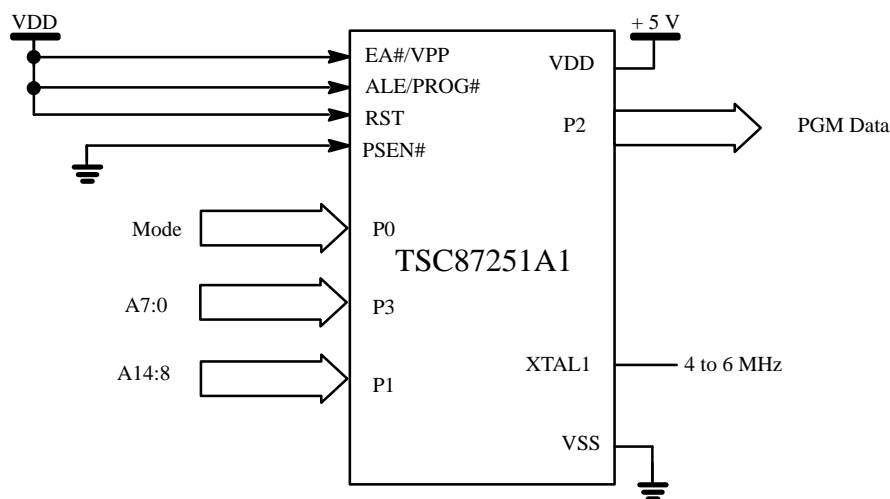 VDD
+ 5 V
EA#/VPP
VDD
ALE/PROG#
RST
P2
PGM Data
PSEN#
Mode
P0
TSC87251A1
A7:0
P3
A14:8
P1
XTAL1
4 to 6 MHz
VSS